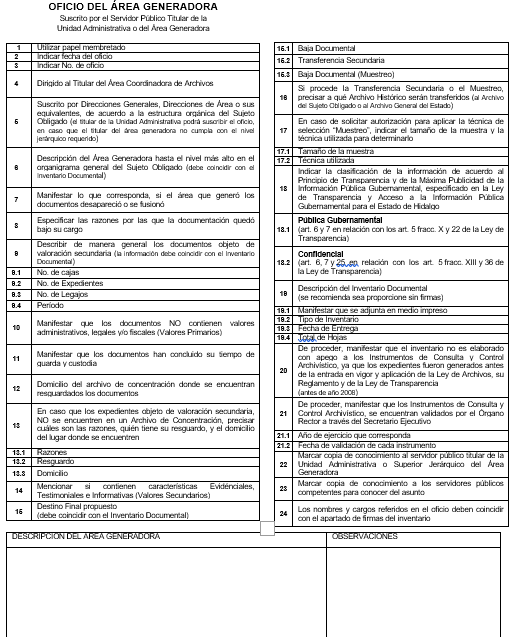 OFICIO DEL ÁREA GENERADORA
Suscrito por el Servidor Público Titular de la
Unidad Administrativa o del Área Generadora
1 Utilizar papel membretado
2 Indicar fecha del oficio
3 Indicar No. de oficio
4 Dirigido al Titular del Área Coordinadora de Archivos
5 Suscrito por Direcciones Generales, Direcciones de Área o sus
equivalentes, de acuerdo a la estructura orgánica del Sujeto
Obligado (el titular de la Unidad Administrativa podrá suscribir el oficio,
en caso que el titular del área generadora no cumpla con el nivel
jerárquico requerido)
6 Descripción del Área Generadora hasta el nivel más alto en el
organigrama general del Sujeto Obligado (debe coincidir con el
Inventario Documental)
7 Manifestar lo que corresponda, si el área que generó los
documentos desapareció o se fusionó
8 Especificar las razones por las que la documentación quedó
bajo su cargo
9 Describir de manera general los documentos objeto de
valoración secundaria (la información debe coincidir con el Inventario
Documental)
9.1 No. de cajas
9.2 No. de Expedientes
9.3 No. de Legajos
9.4 Período
10 Manifestar que los documentos NO contienen valores
administrativos, legales y/o fiscales (Valores Primarios)
11 Manifestar que los documentos han concluido su tiempo de
guarda y custodia
12 Domicilio del archivo de concentración donde se encuentran
resguardados los documentos
13 En caso que los expedientes objeto de valoración secundaria,
NO se encuentren en un Archivo de Concentración, precisar
cuáles son las razones, quién tiene su resguardo, y el domicilio
del lugar donde se encuentren
13.1 Razones
13.2 Resguardo
13.3 Domicilio
14 Mencionar si contienen características Evidénciales,
Testimoniales e Informativas (Valores Secundarios)
15 Destino Final propuesto
(debe coincidir con el Inventario Documental)
15.1 Baja Documental
15.2 Transferencia Secundaria
15.3 Baja Documental (Muestreo)
16 Si procede la Transferencia Secundaria o el Muestreo,
precisar a qué Archivo Histórico serán transferidos (al Archivo
del Sujeto Obligado o al Archivo General del Estado)
17 En caso de solicitar autorización para aplicar la técnica de
selección "Muestreo", indicar el tamaño de la muestra y la
técnica utilizada para determinarlo
17.1 Tamaño de la muestra
17.2 Técnica utilizada
18 Indicar la clasificación de la información de acuerdo al
Principio de Transparencia y de la Máxima Publicidad de la
Información Pública Gubernamental, especificado en la Ley
de Transparencia y Acceso a la Información Pública
Gubernamental para el Estado de Hidalgo
18.1 Pública Gubernamental
(art. 6 y 7 en relación con los art. 5 fracc. X y 22 de la Ley de
Transparencia)
18.2 Confidencial
(art. 6, 7 y 25 en relación con los art. 5 fracc. XIII y 36 de
la Ley de Transparencia)
19 Descripción del Inventario Documental
(se recomienda sea proporcione sin firmas)
19.1 Manifestar que se adjunta en medio impreso
19.2 Tipo de Inventario
19.3 Fecha de Entrega
19.4 Total de Hojas
20 De proceder, manifestar que el inventario no es elaborado
con apego a los Instrumentos de Consulta y Control
Archivístico, ya que los expedientes fueron generados antes
de la entrada en vigor y aplicación de la Ley de Archivos, su
Reglamento y de la Ley de Transparencia
(antes de año 2008)
21 De proceder, manifestar que los Instrumentos de Consulta y
Control Archivístico, se encuentran validados por el Órgano
Rector a través del Secretario Ejecutivo
21.1 Año de ejercicio que corresponda
21.2 Fecha de validación de cada instrumento
22 Marcar copia de conocimiento al servidor público titular de la
Unidad Administrativa o Superior Jerárquico del Área
Generadora
23 Marcar copia de conocimiento a los servidores públicos
competentes para conocer del asunto
24 Los nombres y cargos referidos en el oficio deben coincidir
con el apartado de firmas del inventario
DESCRIPCION DEL AREA GENERADORA
OBSERVACIONES